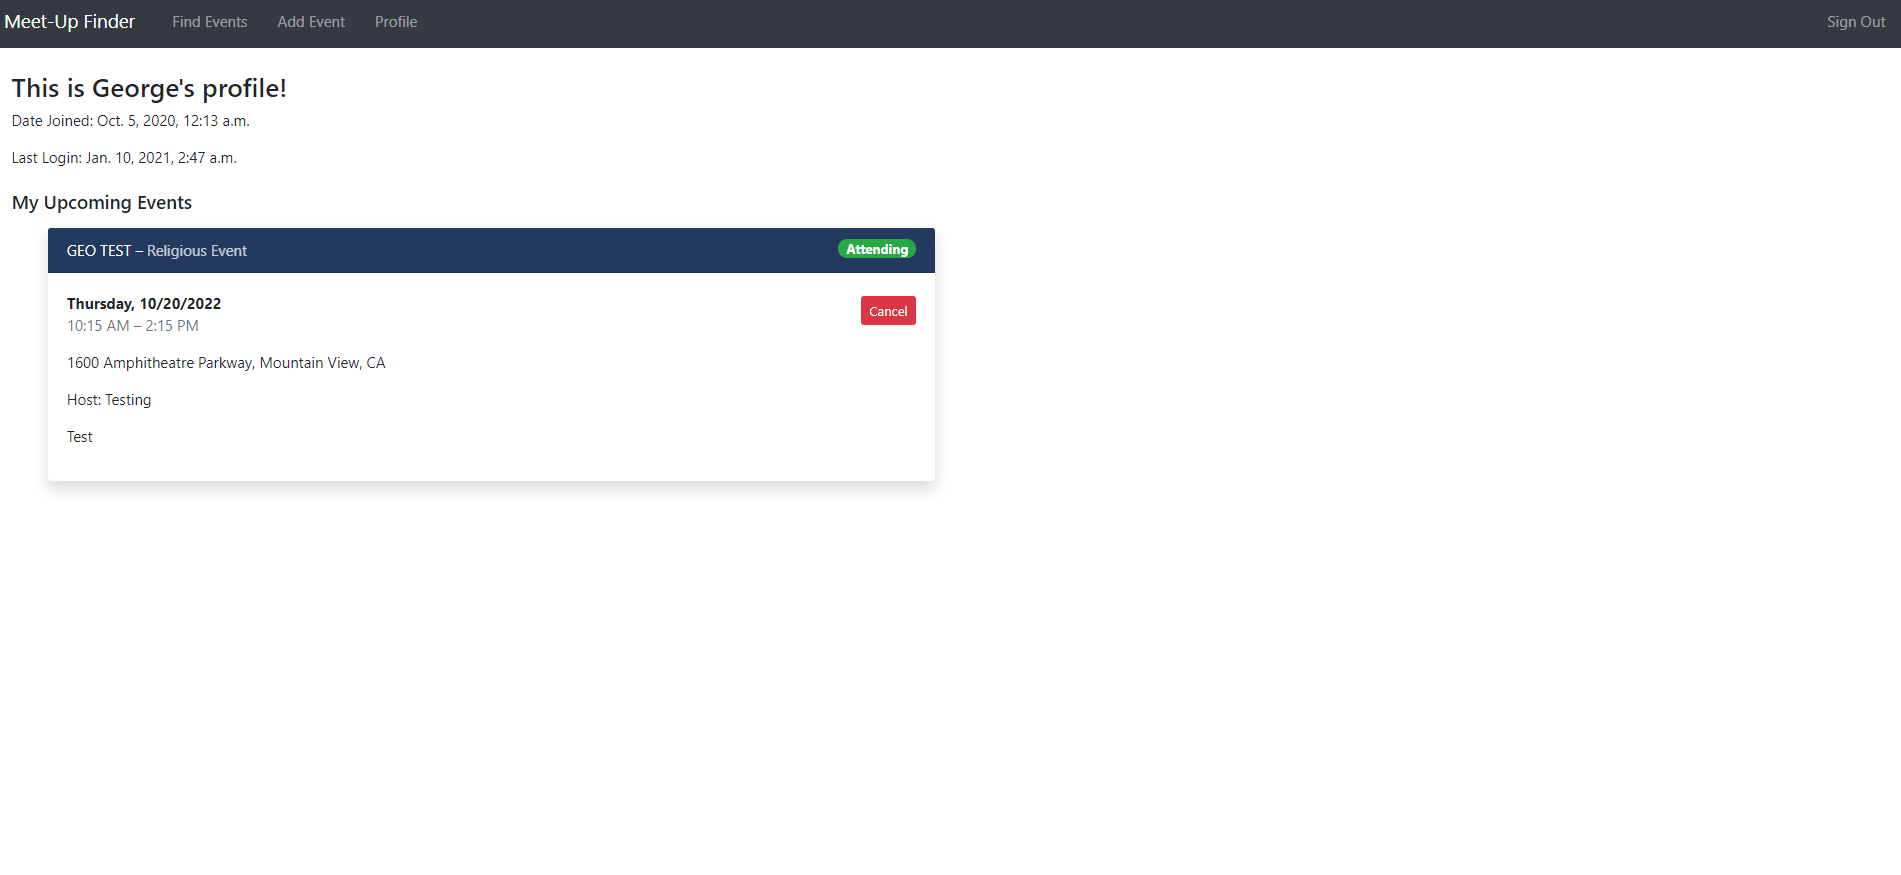 Meet-Up Finder Find Events Add Event Profile Sign Out
This is George's profile!
Date Joined: Oct. 5, 2020, 12:13 a.m.
Last Login: Jan. 10, 2021, 2:47 a.m.
My Upcoming Events
GEO TEST – Religious Event Attending
Thursday, 10/20/2022 Cancel
10:15 AM – 2:15 PM
1600 Amphitheatre Parkway, Mountain View, CA
Host: Testing
Test